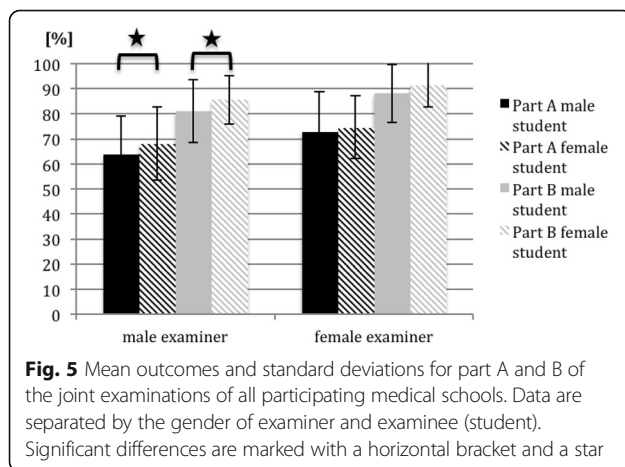 [%]
★ ★
100
90
80
70
60
50
40
30
20
10
0
male examiner female examiner
Part A male
student
Part A female
student
Part B male
student
Part B female
student
Fig. 5 Mean outcomes and standard deviations for part A and B of
the joint examinations of all participating medical schools. Data are
separated by the gender of examiner and examinee (student).
Significant differences are marked with a horizontal bracket and a star